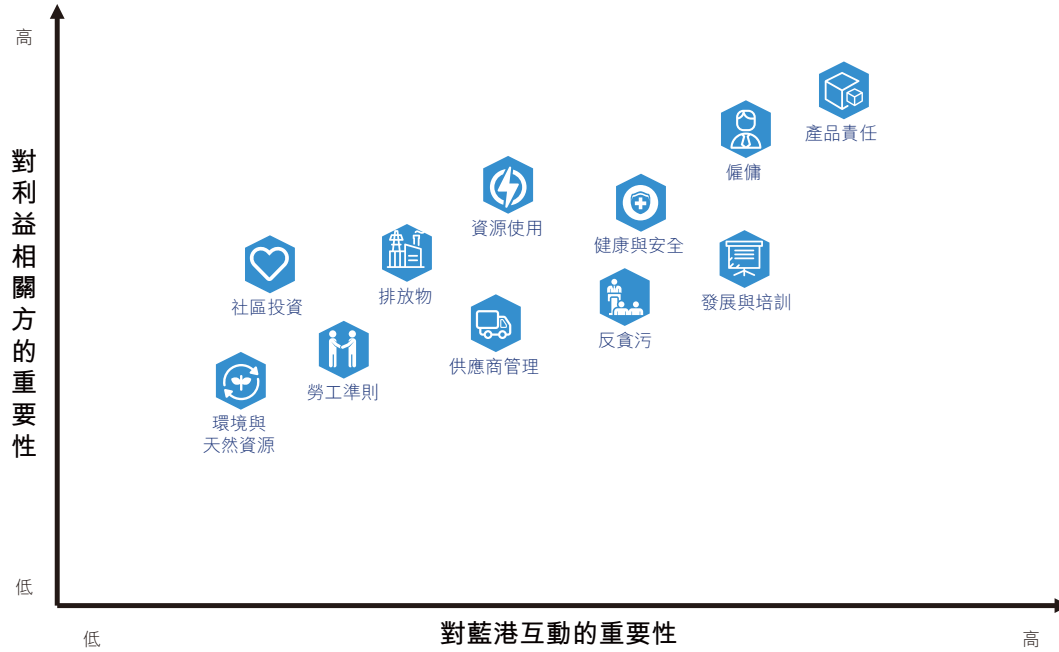 高
對利益相關方的重要性
產品責任
僱傭
資源使用
健康與安全
社區投資
排放物
發展與培訓
反貪污
供應商管理
勞工準則
環境與
天然資源
低
低
對藍港互動的重要性
高